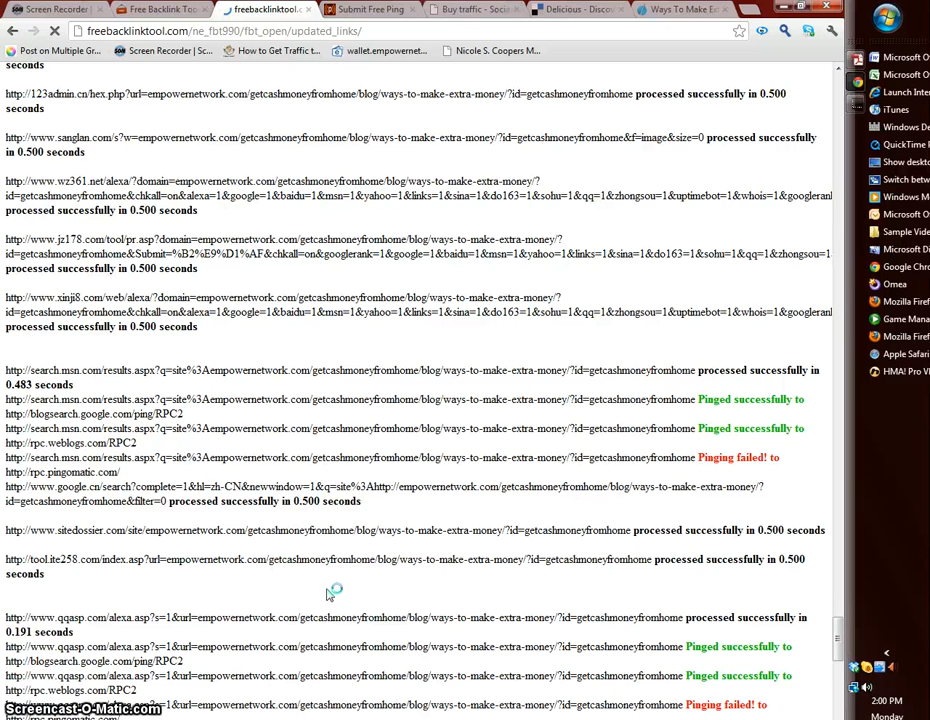 Screen Recorder |
Free Backlink Too
freebacklinktool.c
Submit Free Ping
Buy traffic - Social
Delicious - Discov
Ways To Make Ex
freebacklinktool.com/ne_fbt990/fbt_open/updated_links/
Post on Multiple Gr...
Screen Recorder | Sc...
How to Get Traffic t...
wallet.empowernet...
Nicole S. Coopers M...
seconds
http://123admin.cn/hex.php?url=empowernetwork.com/getcashmoneyfromhome/blog/ways-to-make-extra-money/?id=getcashmoneyfromhome processed successfully in 0.500
seconds
http://www.sanglan.com/s?w=empowernetwork.com/getcashmoneyfromhome/blog/ways-to-make-extra-money/?id=getcashmoneyfromhome&f=image&size=0 processed successfully
in 0.500 seconds
http://www.wz361.net/alexa/?domain=empowernetwork.com/getcashmoneyfromhome/blog/ways-to-make-extra-money/?
id=getcashmoneyfromhome&chkall=on&alexa=1&google=1&baidu=1&msn=1&yahoo=1&links=1&sina=1&do163=1&sohu=1&qq=1&zhongsou=1&uptimebot=1&whois=1&googlerank
processed successfully in 0.500 seconds
http://www.jz178.com/tool/pr.asp?domain=empowernetwork.com/getcashmoneyfromhome/blog/ways-to-make-extra-money/?
id=getcashmoneyfromhome&Submit=%B2%E9%D1%AF&chkall=on&googlerank=1&google=1&baidu=1&msn=1&yahoo=1&links=1&sina=1&do163=1&sohu=1&qq=1&zhongsou=1
processed successfully in 0.500 seconds
http://www.xinji8.com/web/alexa/?domain=empowernetwork.com/getcashmoneyfromhome/blog/ways-to-make-extra-money/?
id=getcashmoneyfromhome&chkall=on&alexa=1&google=1&baidu=1&msn=1&yahoo=1&links=1&sina=1&do163=1&sohu=1&qq=1&zhongsou=1&uptimebot=1&whois=1&googlerank
processed successfully in 0.500 seconds
http://search.msn.com/results.aspx?q=site%3Aempowernetwork.com/getcashmoneyfromhome/blog/ways-to-make-extra-money/?id=getcashmoneyfromhome processed successfully in
0.483 seconds
http://search.msn.com/results.aspx?q=site%3Aempowernetwork.com/getcashmoneyfromhome/blog/ways-to-make-extra-money/?id=getcashmoneyfromhome Pinged successfully to
http://blogsearch.google.com/ping/RPC2
http://search.msn.com/results.aspx?q=site%3Aempowernetwork.com/getcashmoneyfromhome/blog/ways-to-make-extra-money/?id=getcashmoneyfromhome Pinged successfully to
http://rpc.weblogs.com/RPC2
http://search.msn.com/results.aspx?q=site%3Aempowernetwork.com/getcashmoneyfromhome/blog/ways-to-make-extra-money/?id=getcashmoneyfromhome Pinging failed! to
http://rpc.pingomatic.com/
http://www.google.cn/search?complete=1&hl=zh-CN&newwindow=1&q=site%3Ahttp://empowernetwork.com/getcashmoneyfromhome/blog/ways-to-make-extra-money/?
id=getcashmoneyfromhome&filter=0 processed successfully in 0.500 seconds
http://www.sitedossier.com/site/empowernetwork.com/getcashmoneyfromhome/blog/ways-to-make-extra-money/?id=getcashmoneyfromhome processed successfully in 0.500 seconds
http://tool.ite258.com/index.asp?url=empowernetwork.com/getcashmoneyfromhome/blog/ways-to-make-extra-money/?id=getcashmoneyfromhome processed successfully in 0.500
seconds
http://www.qqasp.com/alexa.asp?s=1&url=empowernetwork.com/getcashmoneyfromhome/blog/ways-to-make-extra-money/?id=getcashmoneyfromhome processed successfully in
0.191 seconds
http://www.qqasp.com/alexa.asp?s=1&url=empowernetwork.com/getcashmoneyfromhome/blog/ways-to-make-extra-money/?id=getcashmoneyfromhome Pinged successfully to
http://blogsearch.google.com/ping/RPC2
http://www.qqasp.com/alexa.asp?s=1&url=empowernetwork.com/getcashmoneyfromhome/blog/ways-to-make-extra-money/?id=getcashmoneyfromhome Pinged successfully to
http://rpc.weblogs.com/RPC2
asp?s=1&url=empowernetwork.com/getcashmoneyfromhome/blog/ways-to-make-extra-money/?id=getcashmoneyfromhome Pinging failed! to
http://rpc.pingomatic.com/
Screencast-O-Matic.com
Microsoft Of
Microsoft Of
Launch Inter
iTunes
Windows De
QuickTime P
Show deskto
Switch betw
Windows M
Microsoft O
Sample Vide
Microsoft Di
Google Chro
Omea
Mozilla Firef
Game Mana
Mozilla Firef
Apple Safari
HMA! Pro V
2:00 PM
Monday